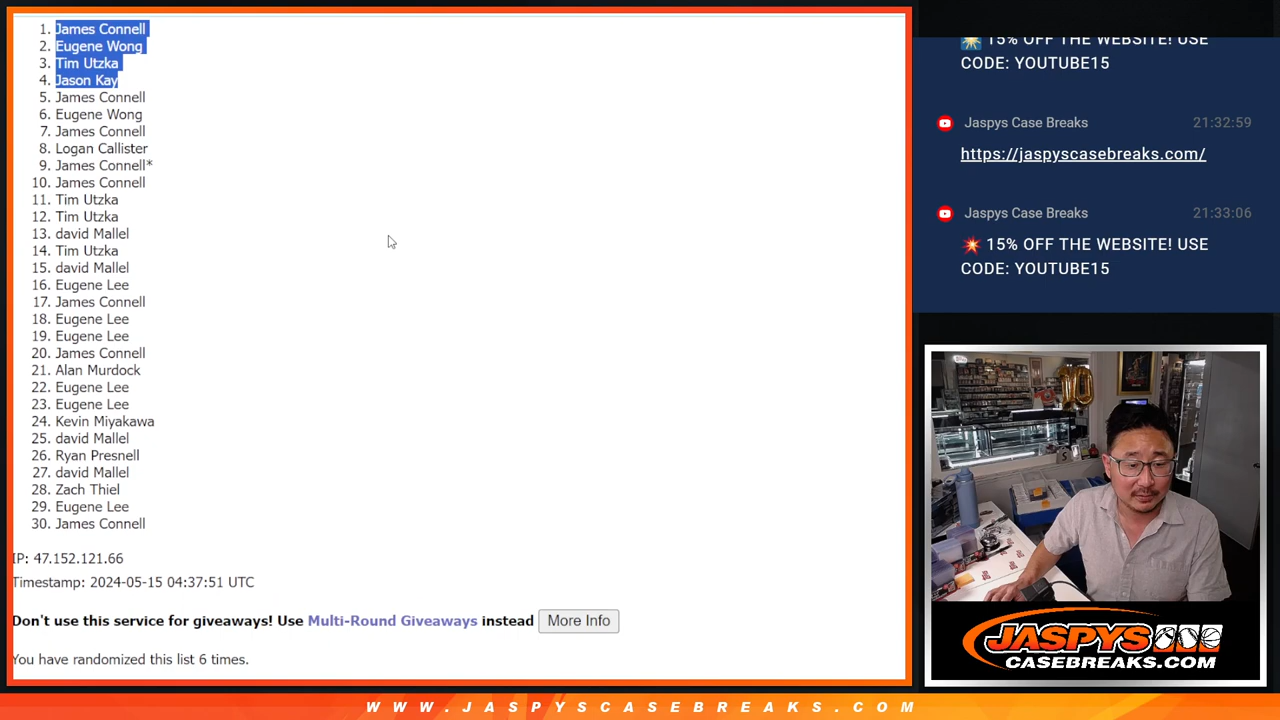 1. James Connell
2. Eugene Wong
3. Tim Utzka
4. Jason Kay
5. James Connell
6. Eugene Wong
7. James Connell
8. Logan Callister
9. James Connell*
10. James Connell
11. Tim Utzka
12. Tim Utzka
13. david Mallel
14. Tim Utzka
15. david Mallel
16. Eugene Lee
17. James Connell
18. Eugene Lee
19. Eugene Lee
20. James Connell
21. Alan Murdock
22. Eugene Lee
23. Eugene Lee
24. Kevin Miyakawa
25. david Mallel
26. Ryan Presnell
27. david Mallel
28. Zach Thiel
29. Eugene Lee
30. James Connell
IP: 47.152.121.66
Timestamp: 2024-05-15 04:37:51 UTC
Don't use this service for giveaways! Use Multi-Round Giveaways instead More Info
You have randomized this list 6 times.
15% OFF THE WEBSITE! USE
CODE: YOUTUBE15
Jaspys Case Breaks 21:32:59
https://jaspyscasebreaks.com/
Jaspys Case Breaks 21:33:06
15% OFF THE WEBSITE! USE
CODE: YOUTUBE15
10
JASPYS
CASEBREAKS.COM
WWW.JASPYSCASEBREAKS.COM